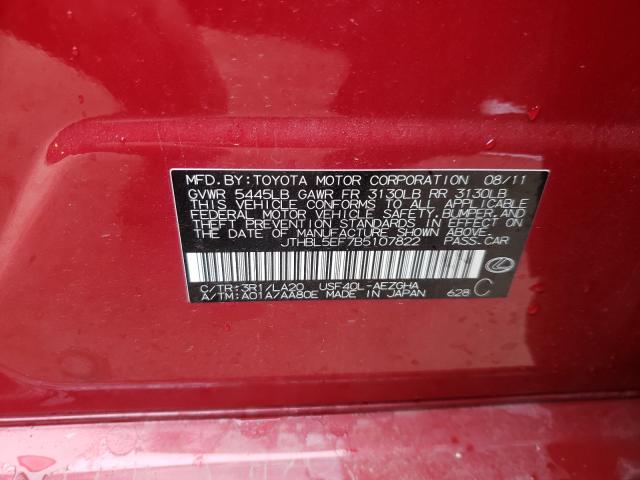 MFD.BY:TOYOTA MOTOR CORPORATION 08/11
GVWR 5445LB GAWR FR 3130LB RR 3130LB
THIS VEHICLE CONFORMS TO ALL APPLICABLE
FEDERAL MOTOR VEHICLE SAFETY,BUMPER,AND
THEFT PREVENTION STANDARDS IN EFFECT ON
THE DATE OF MANUFACTURE SHOWN ABOVE.
JTHBL5EF7B5107822 PASS.CAR
C/TR:3R1/LA20 USF40L-AEZGHA
A/TM:A01A/AA80E MADE IN JAPAN 628 C